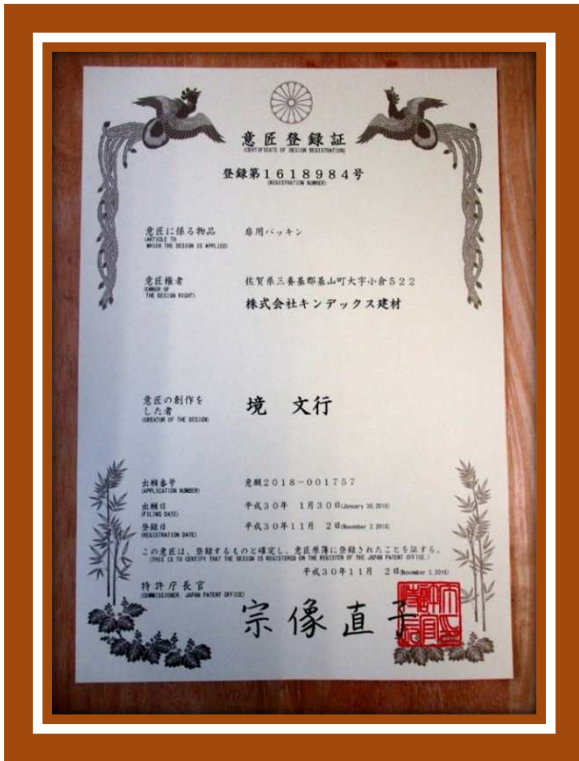 意匠登録証
(CERTIFICATE OF DESIGN REGISTRATION)
登録第1618984号
(REGISTRATION NUMBER)
意匠に係る物品
(ARTICLE TO
WHICH THE DESIGN IS APPLIED)
扉用パッキン
意匠権者
(OWNER OF
THE DESIGN RIGHT)
佐賀県三養基郡基山町大字小倉522
株式会社キンデックス建材
意匠の創作を
した者
(CREATOR OF THE DESIGN)
境 文行
出願番号
(APPLICATION NUMBER)
意願2018-001757
出願日
(FILING DATE)
平成30年 1月30日(January 30,2018)
登録日
(REGISTRATION DATE)
平成30年11月 2日(November 2,2018)
この意匠は、登録するものと確定し、意匠原簿に登録されたことを証する。
(THIS IS TO CERTIFY THAT THE DESIGN IS REGISTERED ON THE REGISTER OF THE JAPAN PATENT OFFICE.)
平成30年11月 2日(November 2,2018)
特許庁長官
(COMMISSIONER, JAPAN PATENT OFFICE)
宗像直子